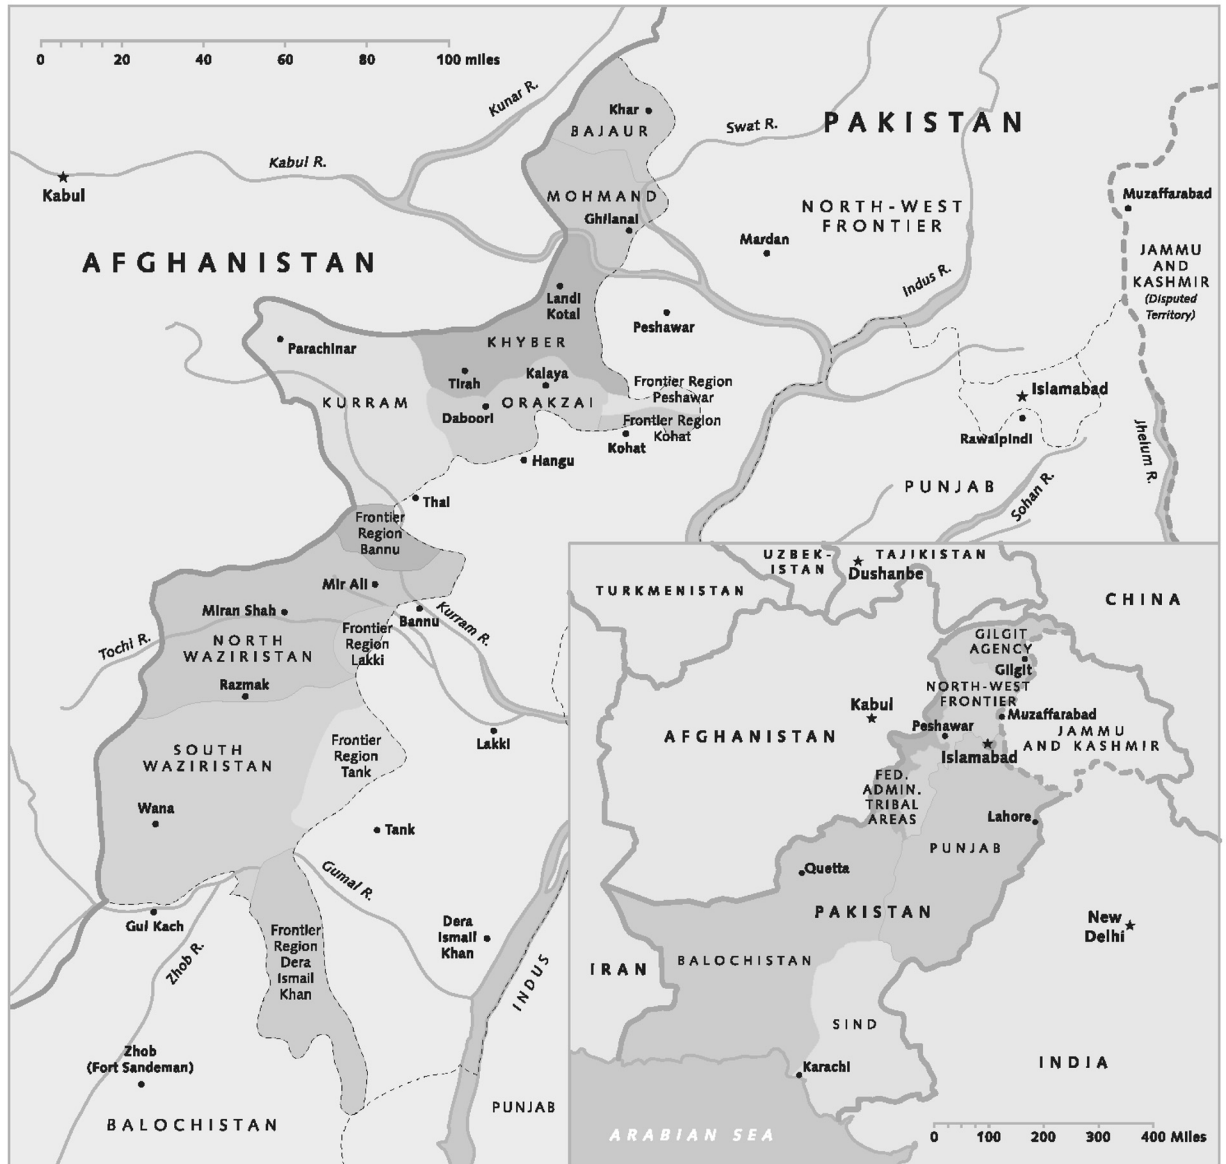 0 20 40 60 80 100 miles
Kunar R.
Khar
BAJAUR
Swat R.
PAKISTAN
Kabul R.
Kabul
MOHMAND
Ghilanai
NORTH-WEST
FRONTIER
Mardan
Muzaffarabad
JAMMU
AND
KASHMIR
(Disputed
Territory)
AFGHANISTAN
Indus R.
Landi
Kotal
Peshawar
Parachinar
KHYBER
Tirah
Kalaya
Frontier Region
Peshawar
Islamabad
KURRAM
Daboori
ORAKZAI
Frontier Region
Kohat
Kohat
Rawalpindi
Jhelum R.
Hangu
PUNJAB
Sohan R.
Thal
Frontier
Region
Bannu
Mir Ali
Miran Shah
Bannu
Kurram R.
Tochi R.
NORTH
WAZIRISTAN
Frontier
Region
Lakki
Razmak
Lakki
SOUTH
WAZIRISTAN
Frontier
Region
Tank
Wana
Tank
Gumal R.
Gul Kach
Zhob R.
Frontier
Region
Dera
Ismail
Khan
Dera
Ismail
Khan
INDUS
Zhob
(Fort Sandeman)
BALOCHISTAN
PUNJAB
UZBEK-
ISTAN
TAJIKISTAN
Dushanbe
TURKMENISTAN
CHINA
GILGIT
AGENCY
Gilgit
NORTH-WEST
FRONTIER
Kabul
Peshawar
Muzaffarabad
JAMMU
AND KASHMIR
AFGHANISTAN
Islamabad
FED.
ADMIN.
TRIBAL
AREAS
Lahore
PUNJAB
Quetta
PAKISTAN
New
Delhi
IRAN
BALOCHISTAN
SIND
Karachi
INDIA
ARABIAN SEA
0 100 200 300 400 Miles